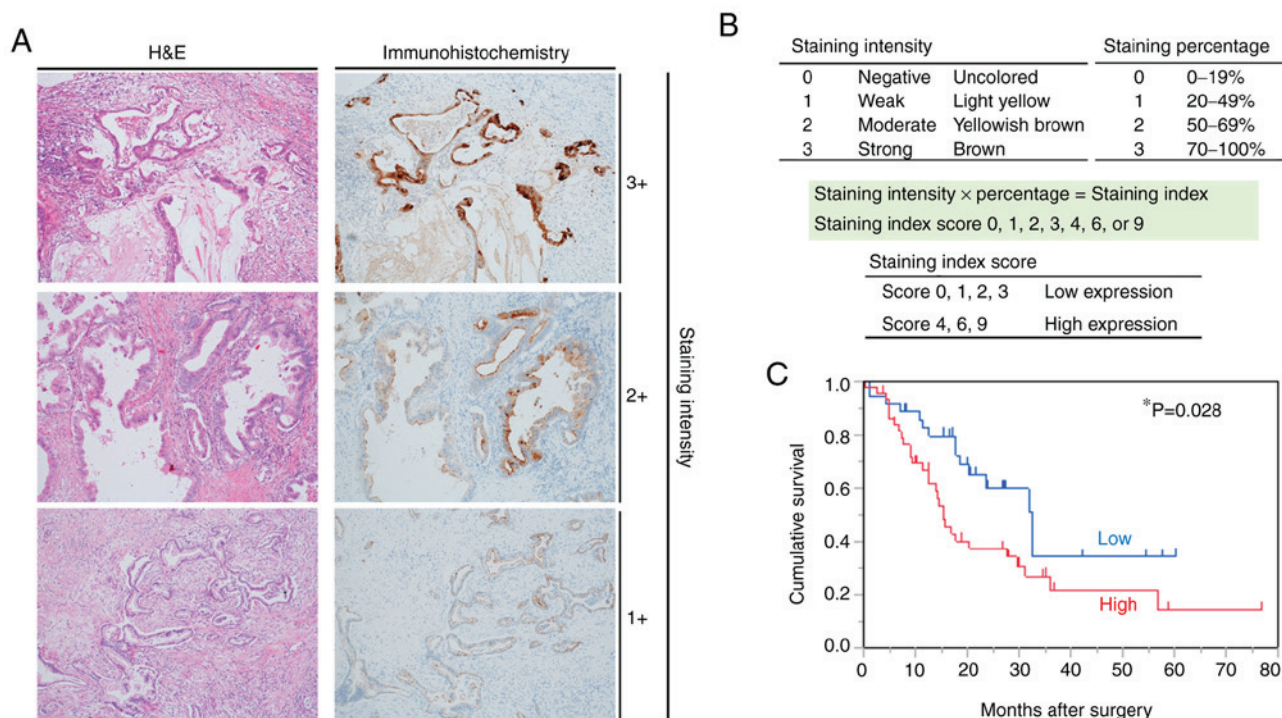 A
H&E
Immunohistochemistry
3+
2+
1+
Staining intensity
B
Staining intensity
0 Negative Uncolored
1 Weak Light yellow
2 Moderate Yellowish brown
3 Strong Brown
Staining percentage
0 0–19%
1 20–49%
2 50–69%
3 70–100%
Staining intensity × percentage = Staining index
Staining index score 0, 1, 2, 3, 4, 6, or 9
Staining index score
Score 0, 1, 2, 3 Low expression
Score 4, 6, 9 High expression
C
*P=0.028
Low
High
Cumulative survival
1.0
0.8
0.6
0.4
0.2
0.0
0 10 20 30 40 50 60 70 80
Months after surgery